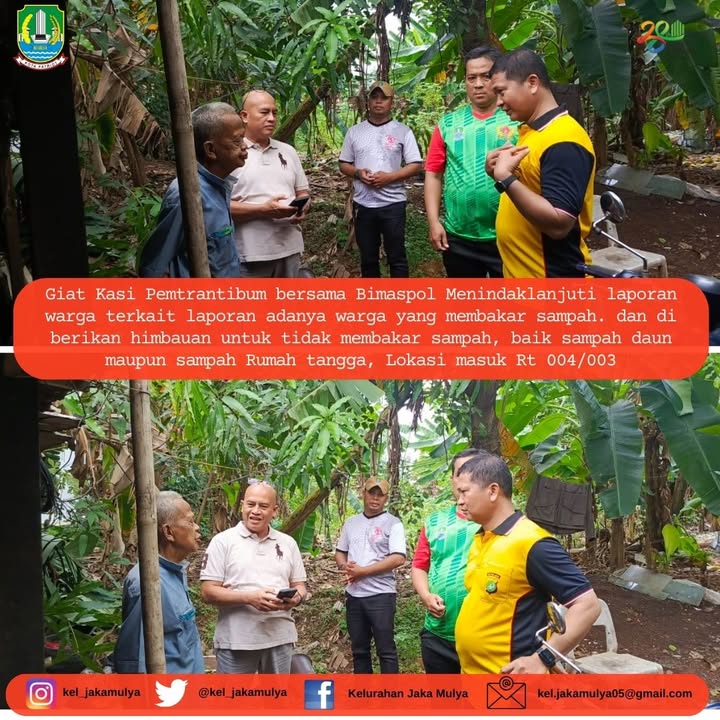 Giat Kasi Pemtrantibum bersama Bimaspol Menindaklanjuti laporan
warga terkait laporan adanya warga yang membakar sampah. dan di
berikan himbauan untuk tidak membakar sampah, baik sampah daun
maupun sampah Rumah tangga, Lokasi masuk Rt 004/003
kel_jakamulya
@kel_jakamulya
Kelurahan Jaka Mulya
kel.jakamulya05@gmail.com